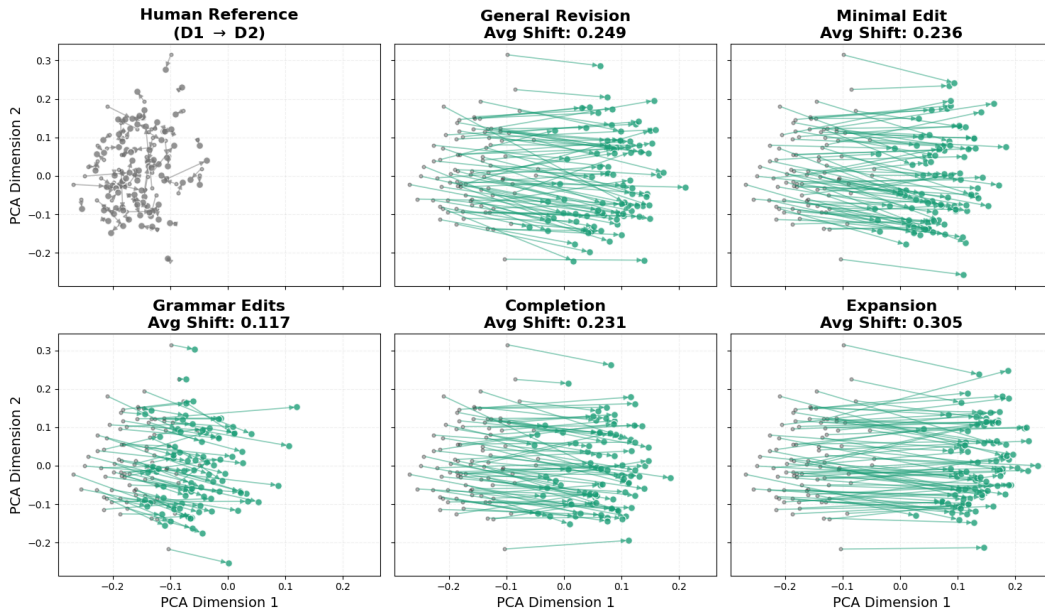 Human Reference
(D1 → D2)
General Revision
Avg Shift: 0.249
Minimal Edit
Avg Shift: 0.236
PCA Dimension 2
0.3
0.2
0.1
0.0
−0.1
−0.2
Grammar Edits
Avg Shift: 0.117
Completion
Avg Shift: 0.231
Expansion
Avg Shift: 0.305
PCA Dimension 2
0.3
0.2
0.1
0.0
−0.1
−0.2
−0.2 −0.1 0.0 0.1 0.2
−0.2 −0.1 0.0 0.1 0.2
−0.2 −0.1 0.0 0.1 0.2
PCA Dimension 1
PCA Dimension 1
PCA Dimension 1